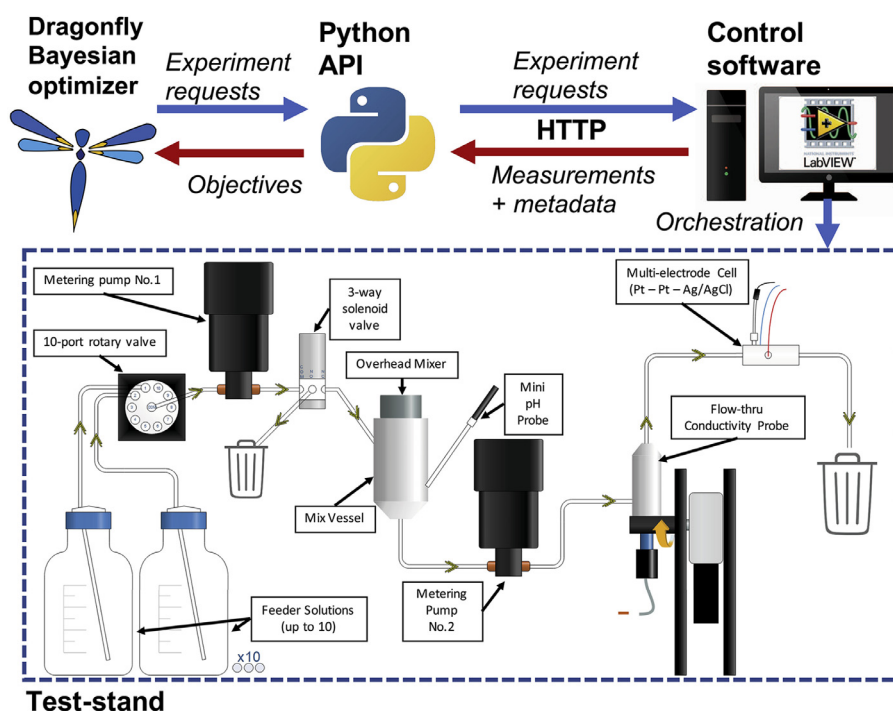 Dragonfly
Bayesian
optimizer
Experiment
requests
Objectives
Python
API
Experiment
requests
HTTP
Measurements
+ metadata
Control
software
NATIONAL INSTRUMENTS
LabVIEW™
Orchestration
Metering pump No.1
10-port rotary valve
3-way
solenoid
valve
Overhead Mixer
Mini
pH
Probe
Mix Vessel
Metering
Pump
No.2
Multi-electrode Cell
(Pt – Pt – Ag/AgCl)
Flow-thru
Conductivity Probe
Feeder Solutions
(up to 10)
x10
Test-stand